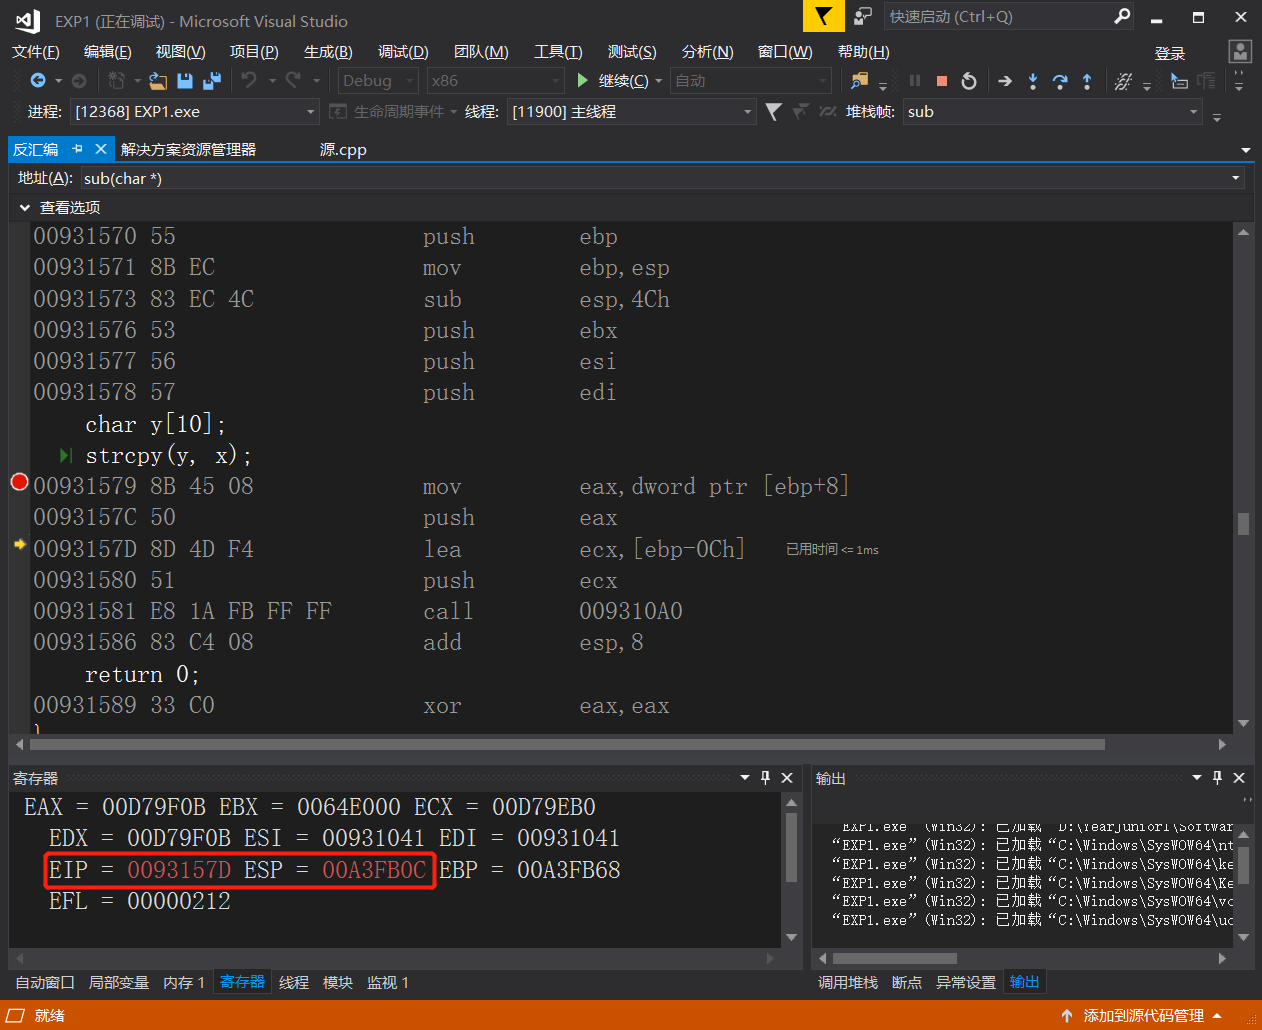 EXP1 (正在调试) - Microsoft Visual Studio
快速启动 (Ctrl+Q)
文件(F) 编辑(E) 视图(V) 项目(P) 生成(B) 调试(D) 团队(M) 工具(T) 测试(S) 分析(N) 窗口(W) 帮助(H) 登录
Debug x86 继续(C) 自动
进程: [12368] EXP1.exe 生命周期事件 线程: [11900] 主线程 堆栈帧: sub
反汇编 解决方案资源管理器 源.cpp
地址(A): sub(char *)
查看选项
00931570 55 push ebp
00931571 8B EC mov ebp,esp
00931573 83 EC 4C sub esp,4Ch
00931576 53 push ebx
00931577 56 push esi
00931578 57 push edi
char y[10];
strcpy(y, x);
00931579 8B 45 08 mov eax,dword ptr [ebp+8]
0093157C 50 push eax
0093157D 8D 4D F4 lea ecx,[ebp-0Ch] 已用时间 <= 1ms
00931580 51 push ecx
00931581 E8 1A FB FF FF call 009310A0
00931586 83 C4 08 add esp,8
return 0;
00931589 33 C0 xor eax,eax
}
寄存器
EAX = 00D79F0B EBX = 0064E000 ECX = 00D79EB0
EDX = 00D79F0B ESI = 00931041 EDI = 00931041
EIP = 0093157D ESP = 00A3FB0C EBP = 00A3FB68
EFL = 00000212
输出
"EXP1.exe" (Win32): 已加载 "D:\YearJunior1\Softwar
“EXP1.exe” (Win32): 已加载 “C:\Windows\SysWOW64\nt
“EXP1.exe” (Win32): 已加载 “C:\Windows\SysWOW64\ke
“EXP1.exe” (Win32): 已加载 “C:\Windows\SysWOW64\Ke
“EXP1.exe” (Win32): 已加载 “C:\Windows\SysWOW64\vc
“EXP1.exe” (Win32): 已加载 “C:\Windows\SysWOW64\uc
自动窗口 局部变量 内存 1 寄存器 线程 模块 监视 1
调用堆栈 断点 异常设置 输出
就绪
添加到源代码管理